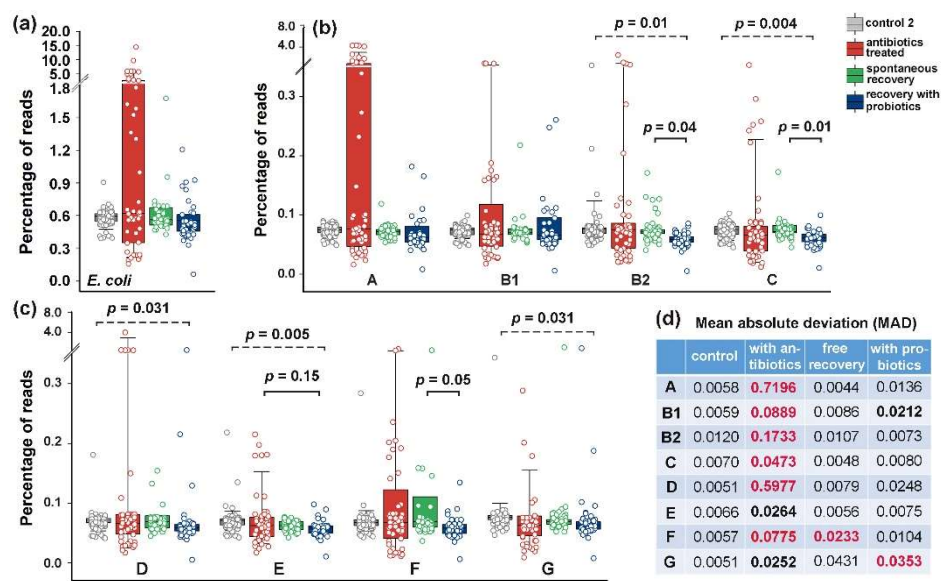 (a)
20.0
15.0
10.0
5.0
1.8
1.5
1.2
0.9
0.6
0.3
0.0
Percentage of reads
E. coli
(b)
8.0
4.0
0.3
0.2
0.1
0.0
Percentage of reads
p = 0.01
p = 0.004
p = 0.04
p = 0.01
A B1 B2 C
control 2
antibiotics
treated
spontaneous
recovery
recovery with
probiotics
(c)
8.0
4.0
0.3
0.2
0.1
0.0
Percentage of reads
p = 0.031
p = 0.005
p = 0.031
p = 0.15
p = 0.05
D E F G
(d) Mean absolute deviation (MAD)
control with an- free with pro-
tibiotics recovery biotics
A 0.0058 0.7196 0.0044 0.0136
B1 0.0059 0.0889 0.0086 0.0212
B2 0.0120 0.1733 0.0107 0.0073
C 0.0070 0.0473 0.0048 0.0080
D 0.0051 0.5977 0.0079 0.0248
E 0.0066 0.0264 0.0056 0.0075
F 0.0057 0.0775 0.0233 0.0104
G 0.0051 0.0252 0.0431 0.0353